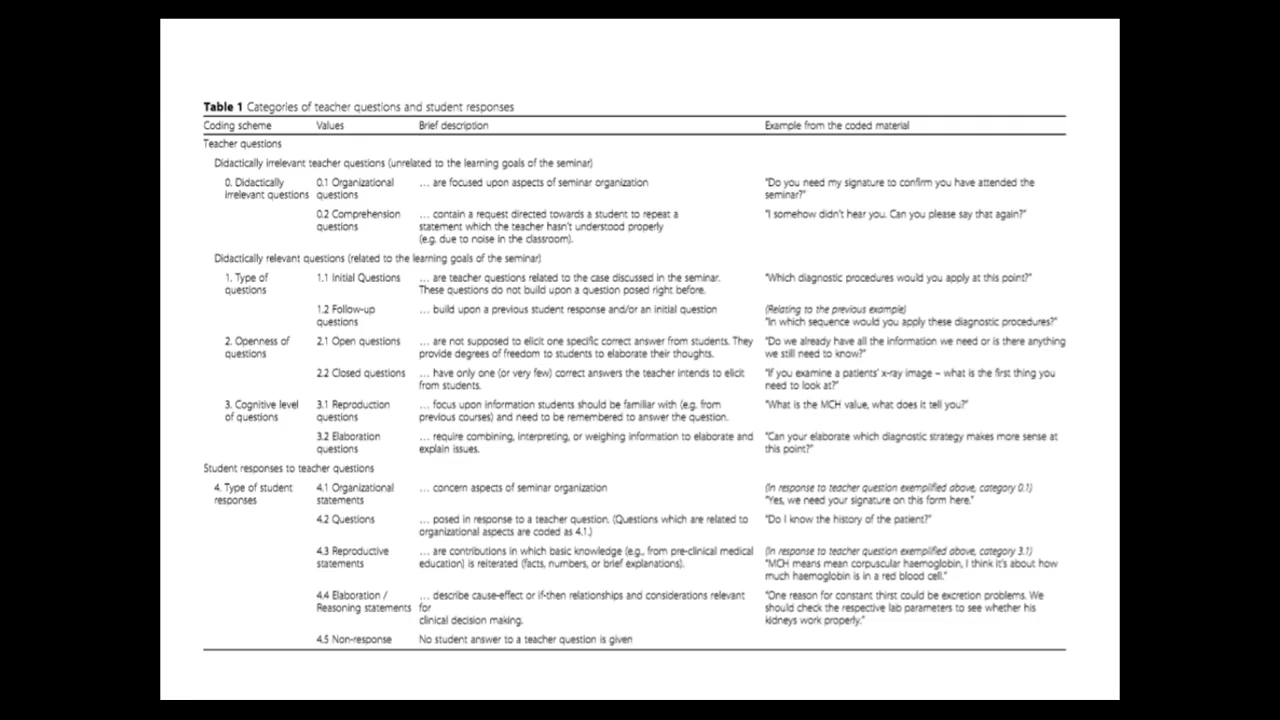 Table 1 Categories of teacher questions and student responses
Coding scheme Values Brief description Example from the coded material
Teacher questions
Didactically irrelevant teacher questions (unrelated to the learning goals of the seminar)
0. Didactically 0.1 Organizational … are focused upon aspects of seminar organization "Do you need my signature to confirm you have attended the
irrelevant questions questions seminar?"
0.2 Comprehension … contain a request directed towards a student to repeat a "I somehow didn't hear you. Can you please say that again?"
questions statement which the teacher hasn't understood properly
(e.g. due to noise in the classroom).
Didactically relevant questions (related to the learning goals of the seminar)
1. Type of 1.1 Initial Questions … are teacher questions related to the case discussed in the seminar. "Which diagnostic procedures would you apply at this point?"
questions These questions do not build upon a question posed right before.
1.2 Follow-up … build upon a previous student response and/or an initial question (Relating to the previous example)
questions "In which sequence would you apply these diagnostic procedures?"
2. Openness of 2.1 Open questions … are not supposed to elicit one specific correct answer from students. They "Do we already have all the information we need or is there anything
questions provide degrees of freedom to students to elaborate their thoughts. we still need to know?"
2.2 Closed questions … have only one (or very few) correct answers the teacher intends to elicit "If you examine a patients' x-ray image – what is the first thing you
from students. need to look at?"
3. Cognitive level 3.1 Reproduction … focus upon information students should be familiar with (e.g. from "What is the MCH value, what does it tell you?"
of questions questions previous courses) and need to be remembered to answer the question.
3.2 Elaboration … require combining, interpreting, or weighing information to elaborate and "Can your elaborate which diagnostic strategy makes more sense at
questions explain issues. this point?"
Student responses to teacher questions
4. Type of student 4.1 Organizational … concern aspects of seminar organization (In response to teacher question exemplified above, category 0.1)
responses statements "Yes, we need your signature on this form here."
4.2 Questions … posed in response to a teacher question. (Questions which are related to "Do I know the history of the patient?"
organizational aspects are coded as 4.1.)
4.3 Reproductive … are contributions in which basic knowledge (e.g., from pre-clinical medical (In response to teacher question exemplified above, category 3.1)
statements education) is reiterated (facts, numbers, or brief explanations). "MCH means mean corpuscular haemoglobin, I think it's about how
much haemoglobin is in a red blood cell."
4.4 Elaboration / … describe cause-effect or if-then relationships and considerations relevant "One reason for constant thirst could be excretion problems. We
Reasoning statements for should check the respective lab parameters to see whether his
clinical decision making. kidneys work properly."
4.5 Non-response No student answer to a teacher question is given